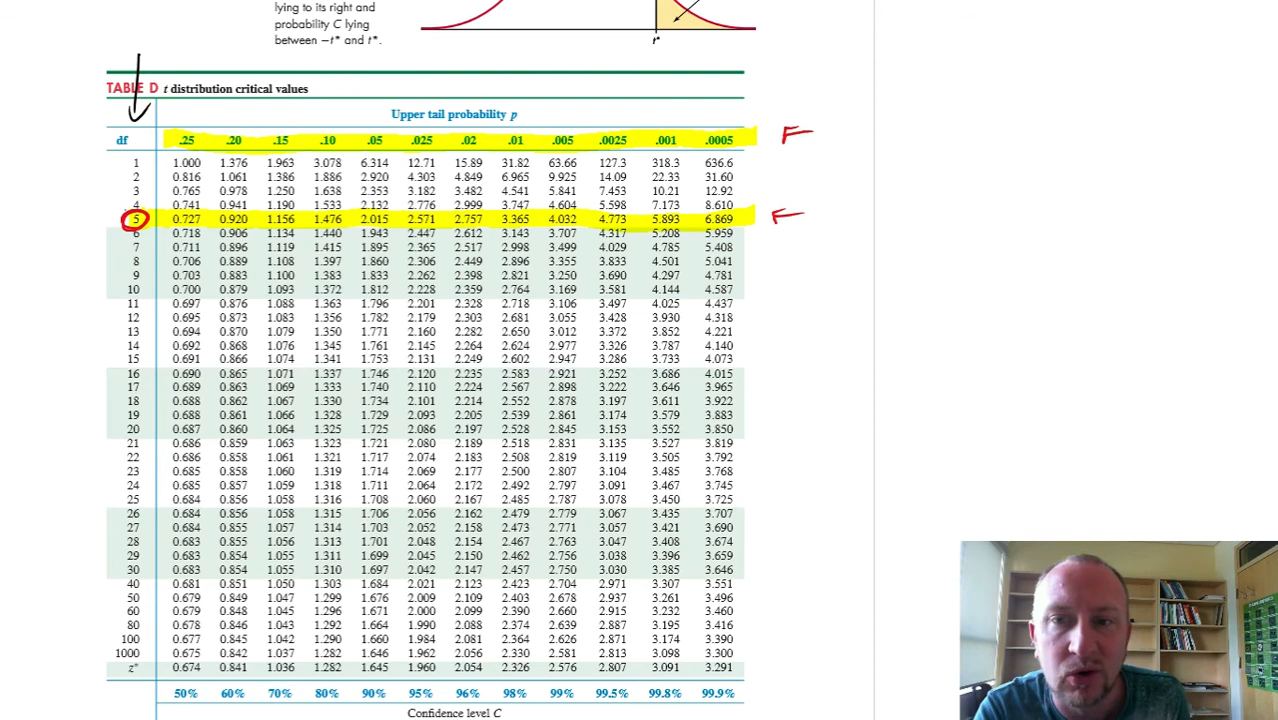 lying to its right and
probability C lying
between −t* and t*.
t*
TABLE D t distribution critical values
Upper tail probability p
df .25 .20 .15 .10 .05 .025 .02 .01 .005 .0025 .001 .0005
1 1.000 1.376 1.963 3.078 6.314 12.71 15.89 31.82 63.66 127.3 318.3 636.6
2 0.816 1.061 1.386 1.886 2.920 4.303 4.849 6.965 9.925 14.09 22.33 31.60
3 0.765 0.978 1.250 1.638 2.353 3.182 3.482 4.541 5.841 7.453 10.21 12.92
4 0.741 0.941 1.190 1.533 2.132 2.776 2.999 3.747 4.604 5.598 7.173 8.610
5 0.727 0.920 1.156 1.476 2.015 2.571 2.757 3.365 4.032 4.773 5.893 6.869
6 0.718 0.906 1.134 1.440 1.943 2.447 2.612 3.143 3.707 4.317 5.208 5.959
7 0.711 0.896 1.119 1.415 1.895 2.365 2.517 2.998 3.499 4.029 4.785 5.408
8 0.706 0.889 1.108 1.397 1.860 2.306 2.449 2.896 3.355 3.833 4.501 5.041
9 0.703 0.883 1.100 1.383 1.833 2.262 2.398 2.821 3.250 3.690 4.297 4.781
10 0.700 0.879 1.093 1.372 1.812 2.228 2.359 2.764 3.169 3.581 4.144 4.587
11 0.697 0.876 1.088 1.363 1.796 2.201 2.328 2.718 3.106 3.497 4.025 4.437
12 0.695 0.873 1.083 1.356 1.782 2.179 2.303 2.681 3.055 3.428 3.930 4.318
13 0.694 0.870 1.079 1.350 1.771 2.160 2.282 2.650 3.012 3.372 3.852 4.221
14 0.692 0.868 1.076 1.345 1.761 2.145 2.264 2.624 2.977 3.326 3.787 4.140
15 0.691 0.866 1.074 1.341 1.753 2.131 2.249 2.602 2.947 3.286 3.733 4.073
16 0.690 0.865 1.071 1.337 1.746 2.120 2.235 2.583 2.921 3.252 3.686 4.015
17 0.689 0.863 1.069 1.333 1.740 2.110 2.224 2.567 2.898 3.222 3.646 3.965
18 0.688 0.862 1.067 1.330 1.734 2.101 2.214 2.552 2.878 3.197 3.611 3.922
19 0.688 0.861 1.066 1.328 1.729 2.093 2.205 2.539 2.861 3.174 3.579 3.883
20 0.687 0.860 1.064 1.325 1.725 2.086 2.197 2.528 2.845 3.153 3.552 3.850
21 0.686 0.859 1.063 1.323 1.721 2.080 2.189 2.518 2.831 3.135 3.527 3.819
22 0.686 0.858 1.061 1.321 1.717 2.074 2.183 2.508 2.819 3.119 3.505 3.792
23 0.685 0.858 1.060 1.319 1.714 2.069 2.177 2.500 2.807 3.104 3.485 3.768
24 0.685 0.857 1.059 1.318 1.711 2.064 2.172 2.492 2.797 3.091 3.467 3.745
25 0.684 0.856 1.058 1.316 1.708 2.060 2.167 2.485 2.787 3.078 3.450 3.725
26 0.684 0.856 1.058 1.315 1.706 2.056 2.162 2.479 2.779 3.067 3.435 3.707
27 0.684 0.855 1.057 1.314 1.703 2.052 2.158 2.473 2.771 3.057 3.421 3.690
28 0.683 0.855 1.056 1.313 1.701 2.048 2.154 2.467 2.763 3.047 3.408 3.674
29 0.683 0.854 1.055 1.311 1.699 2.045 2.150 2.462 2.756 3.038 3.396 3.659
30 0.683 0.854 1.055 1.310 1.697 2.042 2.147 2.457 2.750 3.030 3.385 3.646
40 0.681 0.851 1.050 1.303 1.684 2.021 2.123 2.423 2.704 2.971 3.307 3.551
50 0.679 0.849 1.047 1.299 1.676 2.009 2.109 2.403 2.678 2.937 3.261 3.496
60 0.679 0.848 1.045 1.296 1.671 2.000 2.099 2.390 2.660 2.915 3.232 3.460
80 0.678 0.846 1.043 1.292 1.664 1.990 2.088 2.374 2.639 2.887 3.195 3.416
100 0.677 0.845 1.042 1.290 1.660 1.984 2.081 2.364 2.626 2.871 3.174 3.390
1000 0.675 0.842 1.037 1.282 1.646 1.962 2.056 2.330 2.581 2.813 3.098 3.300
z* 0.674 0.841 1.036 1.282 1.645 1.960 2.054 2.326 2.576 2.807 3.091 3.291
50% 60% 70% 80% 90% 95% 96% 98% 99% 99.5% 99.8% 99.9%
Confidence level C